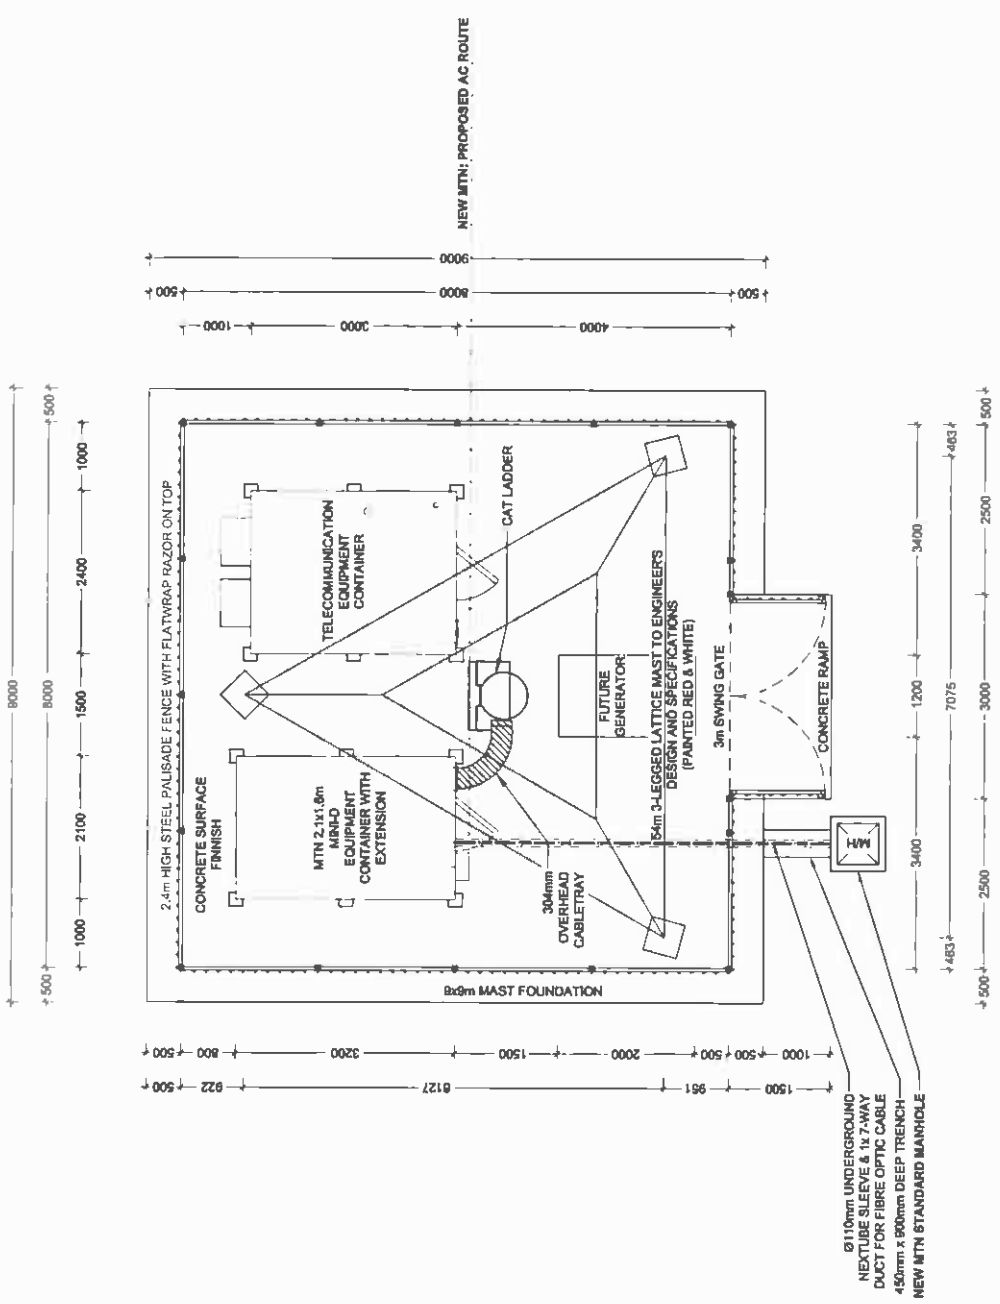 9000
500 8000 500
1000 2100 1500 2400 1000
2,4m HIGH STEEL PALISADE FENCE WITH FLATWRAP RAZOR ON TOP
CONCRETE SURFACE
FINNISH
MTN 2,1x1,6m
MINI-D
EQUIPMENT
CONTAINER WITH
EXTENSION
TELECOMMUNICATION
EQUIPMENT
CONTAINER
NEW MTN: PROPOSED AC ROUTE
CAT LADDER
304mm
OVERHEAD
CABLETRAY
FUTURE
GENERATOR
54m 3-LEGGED LATTICE MAST TO ENGINEER'S
DESIGN AND SPECIFICATIONS
(PAINTED RED & WHITE)
3m SWING GATE
CONCRETE RAMP
M/H
9x9m MAST FOUNDATION
500 800 3200 1500 2000 500 500 1000
500 922 6127 951 1500
1000 3000 4000
500 8000 500
9000
3400 1200 3400
463 7075 463
500 2500 3000 2500 500
Ø110mm UNDERGROUND
NEXTUBE SLEEVE & 1x 7-WAY
DUCT FOR FIBRE OPTIC CABLE
450mm x 900mm DEEP TRENCH
NEW MTN STANDARD MANHOLE